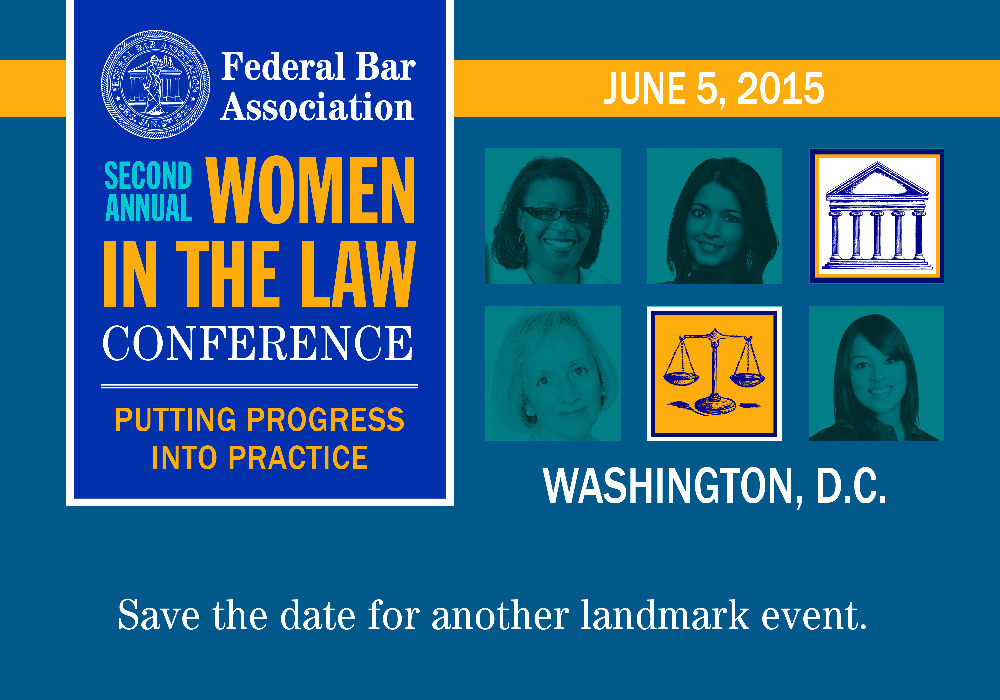 FEDERAL BAR ASSOCIATION
ORG. JAN. 5TH 1920
Federal Bar
Association
SECOND
ANNUAL
WOMEN
IN THE LAW
CONFERENCE
PUTTING PROGRESS
INTO PRACTICE
JUNE 5, 2015
WASHINGTON, D.C.
Save the date for another landmark event.